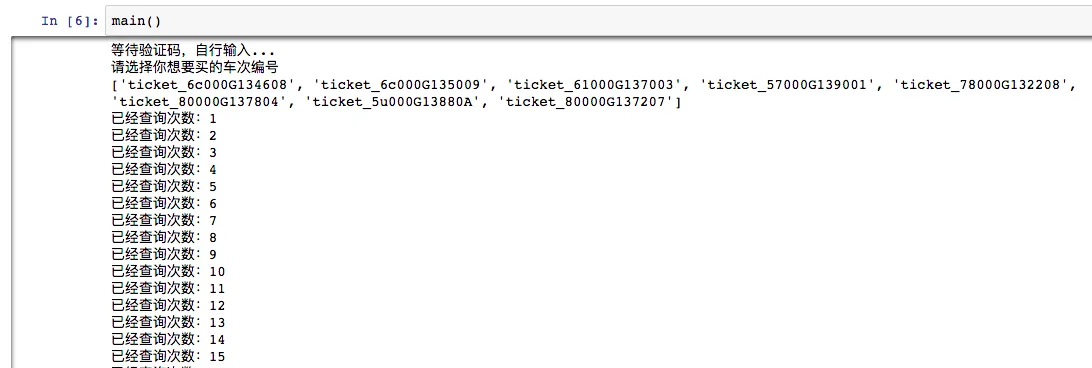 In [6]: main()
等待验证码，自行输入...
请选择你想要买的车次编号
['ticket_6c000G134608', 'ticket_6c000G135009', 'ticket_61000G137003', 'ticket_57000G139001', 'ticket_78000G132208',
'ticket_80000G137804', 'ticket_5u000G13880A', 'ticket_80000G137207']
已经查询次数：1
已经查询次数：2
已经查询次数：3
已经查询次数：4
已经查询次数：5
已经查询次数：6
已经查询次数：7
已经查询次数：8
已经查询次数：9
已经查询次数：10
已经查询次数：11
已经查询次数：12
已经查询次数：13
已经查询次数：14
已经查询次数：15